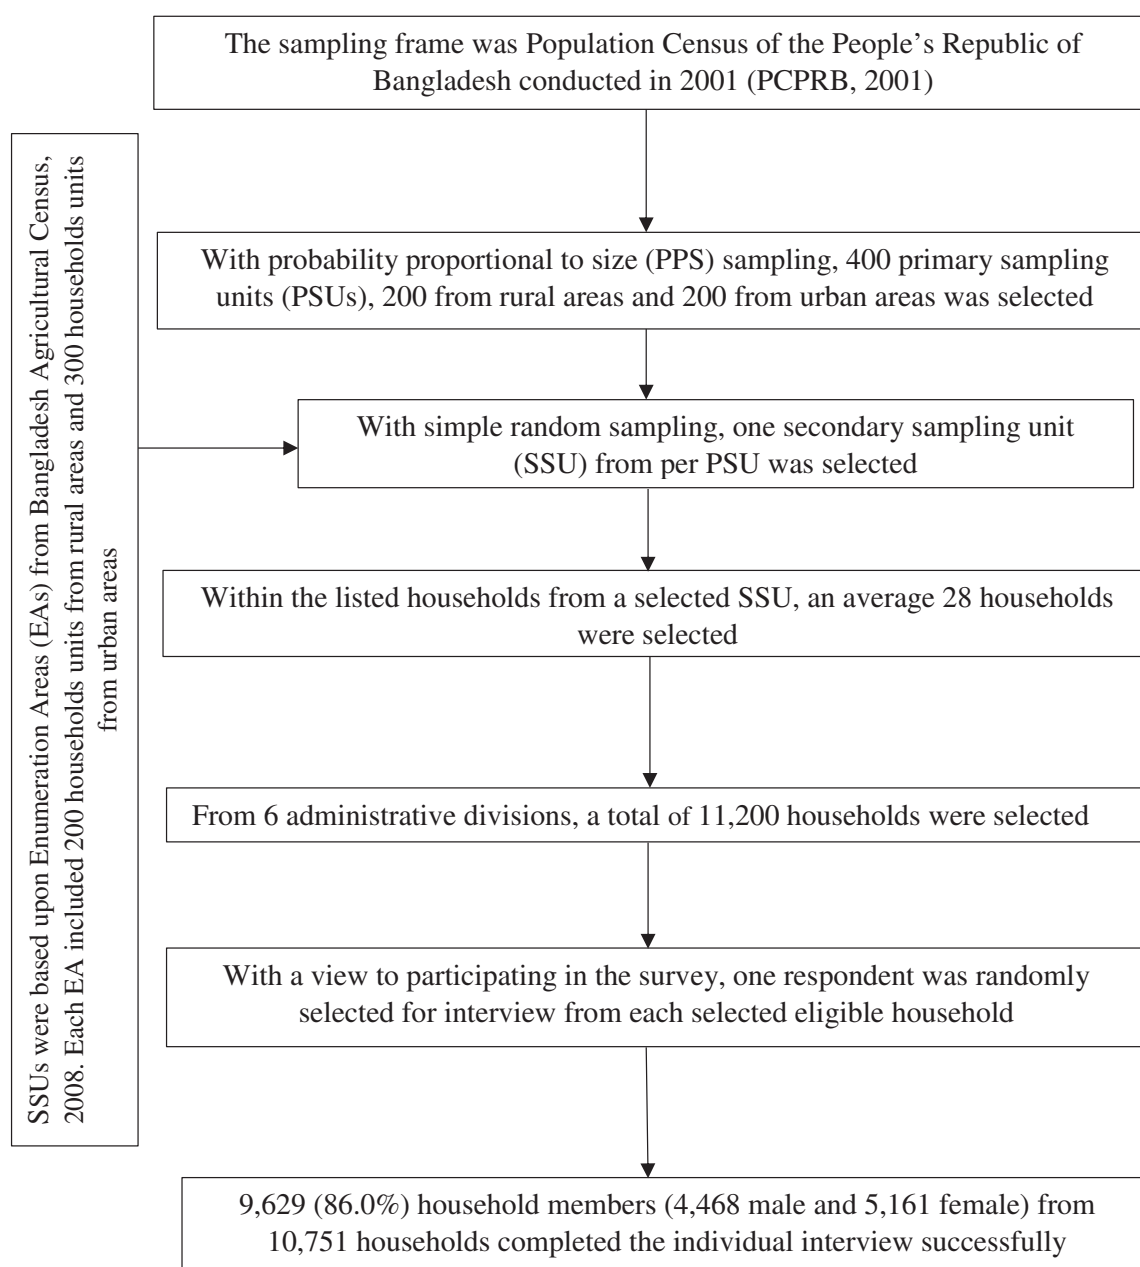 The sampling frame was Population Census of the People’s Republic of
Bangladesh conducted in 2001 (PCPRB, 2001)
With probability proportional to size (PPS) sampling, 400 primary sampling
units (PSUs), 200 from rural areas and 200 from urban areas was selected
SSUs were based upon Enumeration Areas (EAs) from Bangladesh Agricultural Census,
2008. Each EA included 200 households units from rural areas and 300 households units
from urban areas
With simple random sampling, one secondary sampling unit
(SSU) from per PSU was selected
Within the listed households from a selected SSU, an average 28 households
were selected
From 6 administrative divisions, a total of 11,200 households were selected
With a view to participating in the survey, one respondent was randomly
selected for interview from each selected eligible household
9,629 (86.0%) household members (4,468 male and 5,161 female) from
10,751 households completed the individual interview successfully